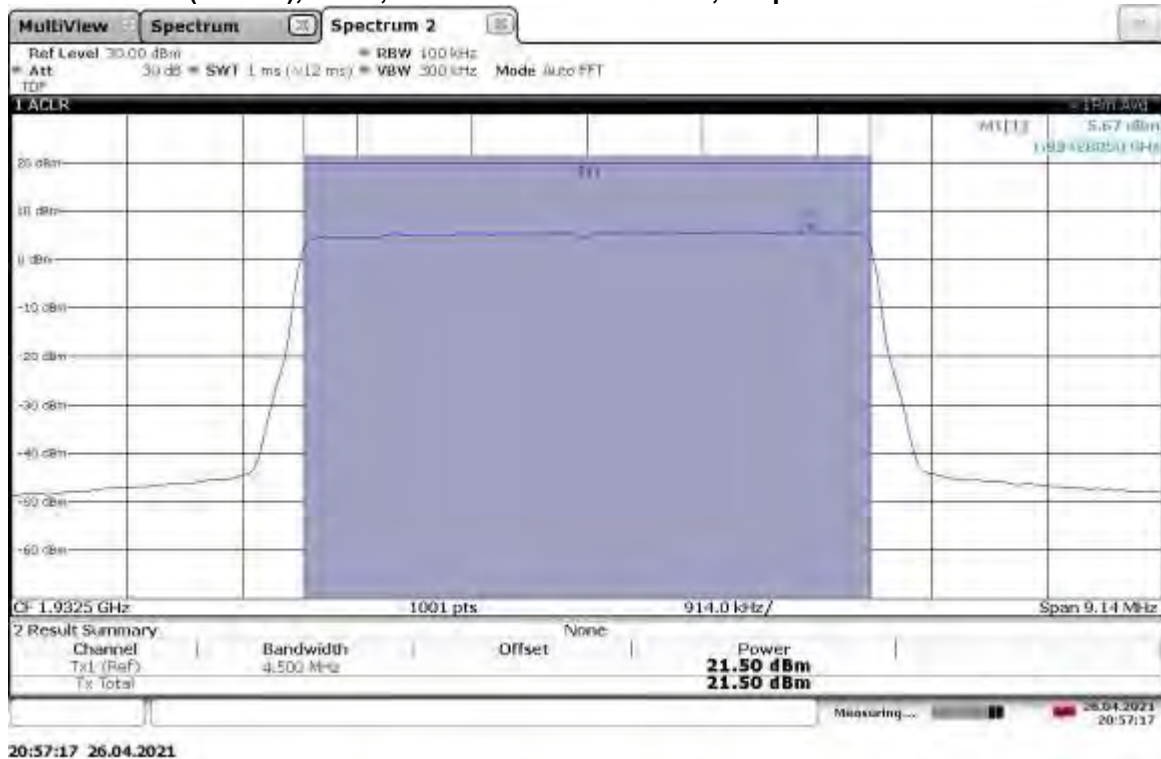 MultiView Spectrum Spectrum 2
Ref Level 30.00 dBm RBW 100 kHz
Att 30 dB SWT 1 ms (~12 ms) VBW 300 kHz Mode Auto FFT
TDF
1 ACLR 1Rm Avg
M1[1] 5.67 dBm
GHz
Tx1
20 dBm
10 dBm
0 dBm
-10 dBm
-20 dBm
-30 dBm
-40 dBm
-50 dBm
-60 dBm
CF 1.9325 GHz 1001 pts 914.0 kHz/ Span 9.14 MHz
2 Result Summary None
Channel Bandwidth Offset Power
Tx1 (Ref) 4.500 MHz 21.50 dBm
Tx Total 21.50 dBm
Measuring... 26.04.2021
20:57:17
20:57:17 26.04.2021